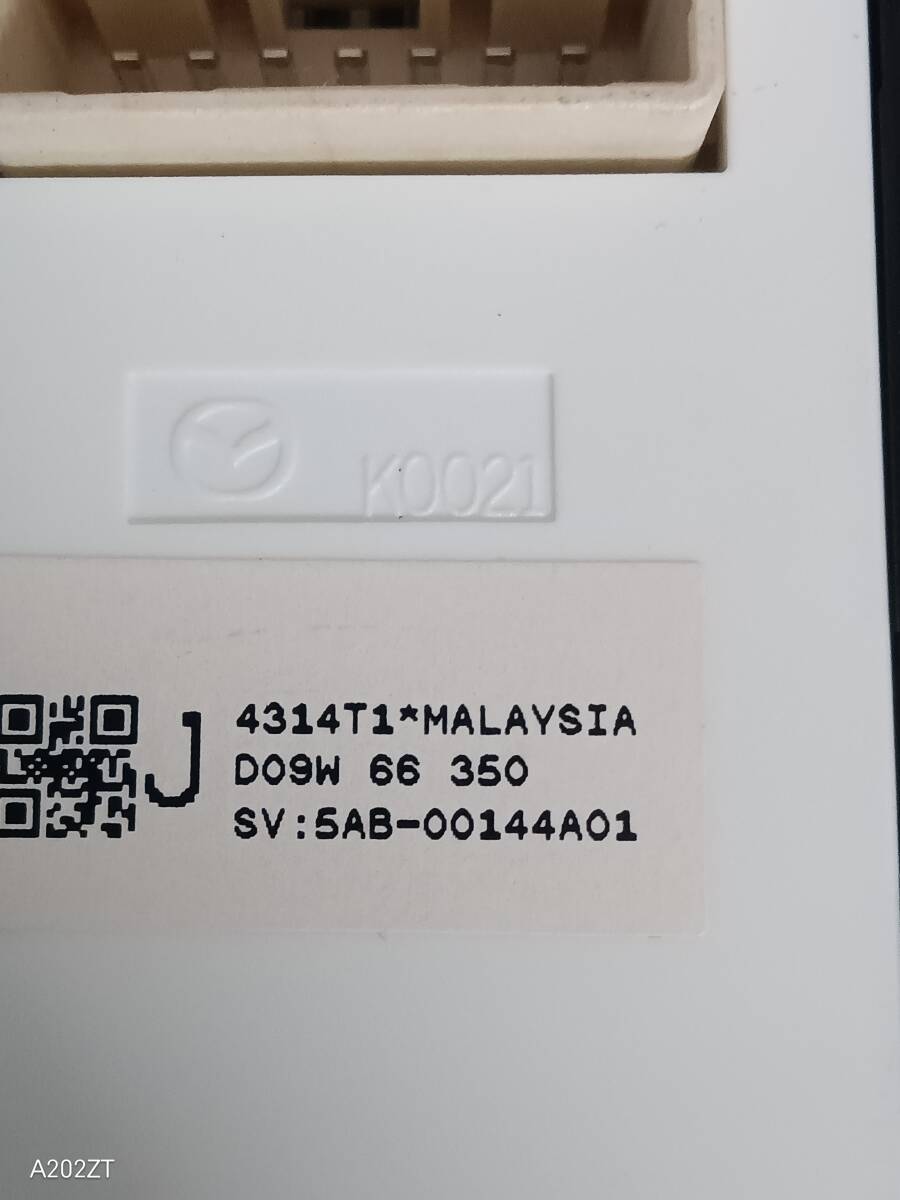 K0021
J
4314T1*MALAYSIA
D09W 66 350
SV:5AB-00144A01
A202ZT